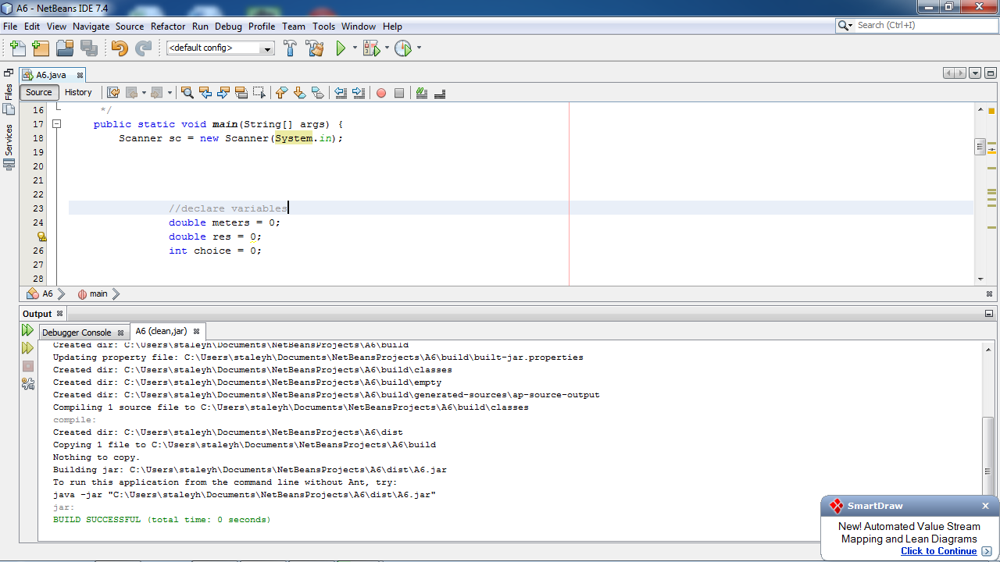 A6 - NetBeans IDE 7.4
File Edit View Navigate Source Refactor Run Debug Profile Team Tools Window Help
Search (Ctrl+I)
<default config>
Files
Services
A6.java
Source History
16 */
17 public static void main(String[] args) {
18 Scanner sc = new Scanner(System.in);
19
20
21
22
23 //declare variables
24 double meters = 0;
double res = 0;
26 int choice = 0;
27
28
A6 main
Output
Debugger Console A6 (clean,jar)
Created dir: C:\Users\staleyh\Documents\NetBeansProjects\A6\build
Updating property file: C:\Users\staleyh\Documents\NetBeansProjects\A6\build\built-jar.properties
Created dir: C:\Users\staleyh\Documents\NetBeansProjects\A6\build\classes
Created dir: C:\Users\staleyh\Documents\NetBeansProjects\A6\build\empty
Created dir: C:\Users\staleyh\Documents\NetBeansProjects\A6\build\generated-sources\ap-source-output
Compiling 1 source file to C:\Users\staleyh\Documents\NetBeansProjects\A6\build\classes
compile:
Created dir: C:\Users\staleyh\Documents\NetBeansProjects\A6\dist
Copying 1 file to C:\Users\staleyh\Documents\NetBeansProjects\A6\build
Nothing to copy.
Building jar: C:\Users\staleyh\Documents\NetBeansProjects\A6\dist\A6.jar
To run this application from the command line without Ant, try:
java -jar "C:\Users\staleyh\Documents\NetBeansProjects\A6\dist\A6.jar"
jar:
BUILD SUCCESSFUL (total time: 0 seconds)
SmartDraw
New! Automated Value Stream
Mapping and Lean Diagrams
Click to Continue